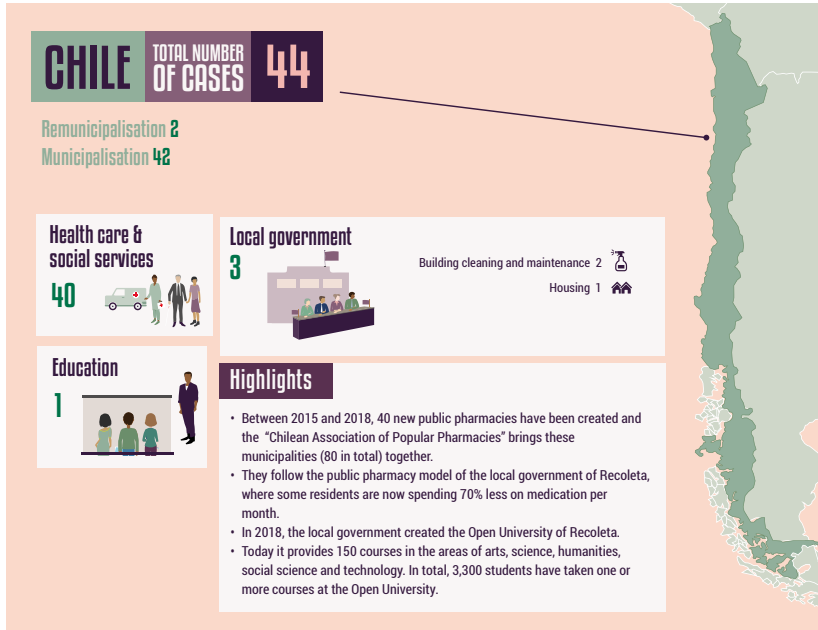 CHILE
TOTAL NUMBER
OF CASES
44
Remunicipalisation 2
Municipalisation 42
Health care &
social services
40
Local government
3
Building cleaning and maintenance 2
Housing 1
Education
1
Highlights
• Between 2015 and 2018, 40 new public pharmacies have been created and
the “Chilean Association of Popular Pharmacies” brings these
municipalities (80 in total) together.
• They follow the public pharmacy model of the local government of Recoleta,
where some residents are now spending 70% less on medication per
month.
• In 2018, the local government created the Open University of Recoleta.
• Today it provides 150 courses in the areas of arts, science, humanities,
social science and technology. In total, 3,300 students have taken one or
more courses at the Open University.